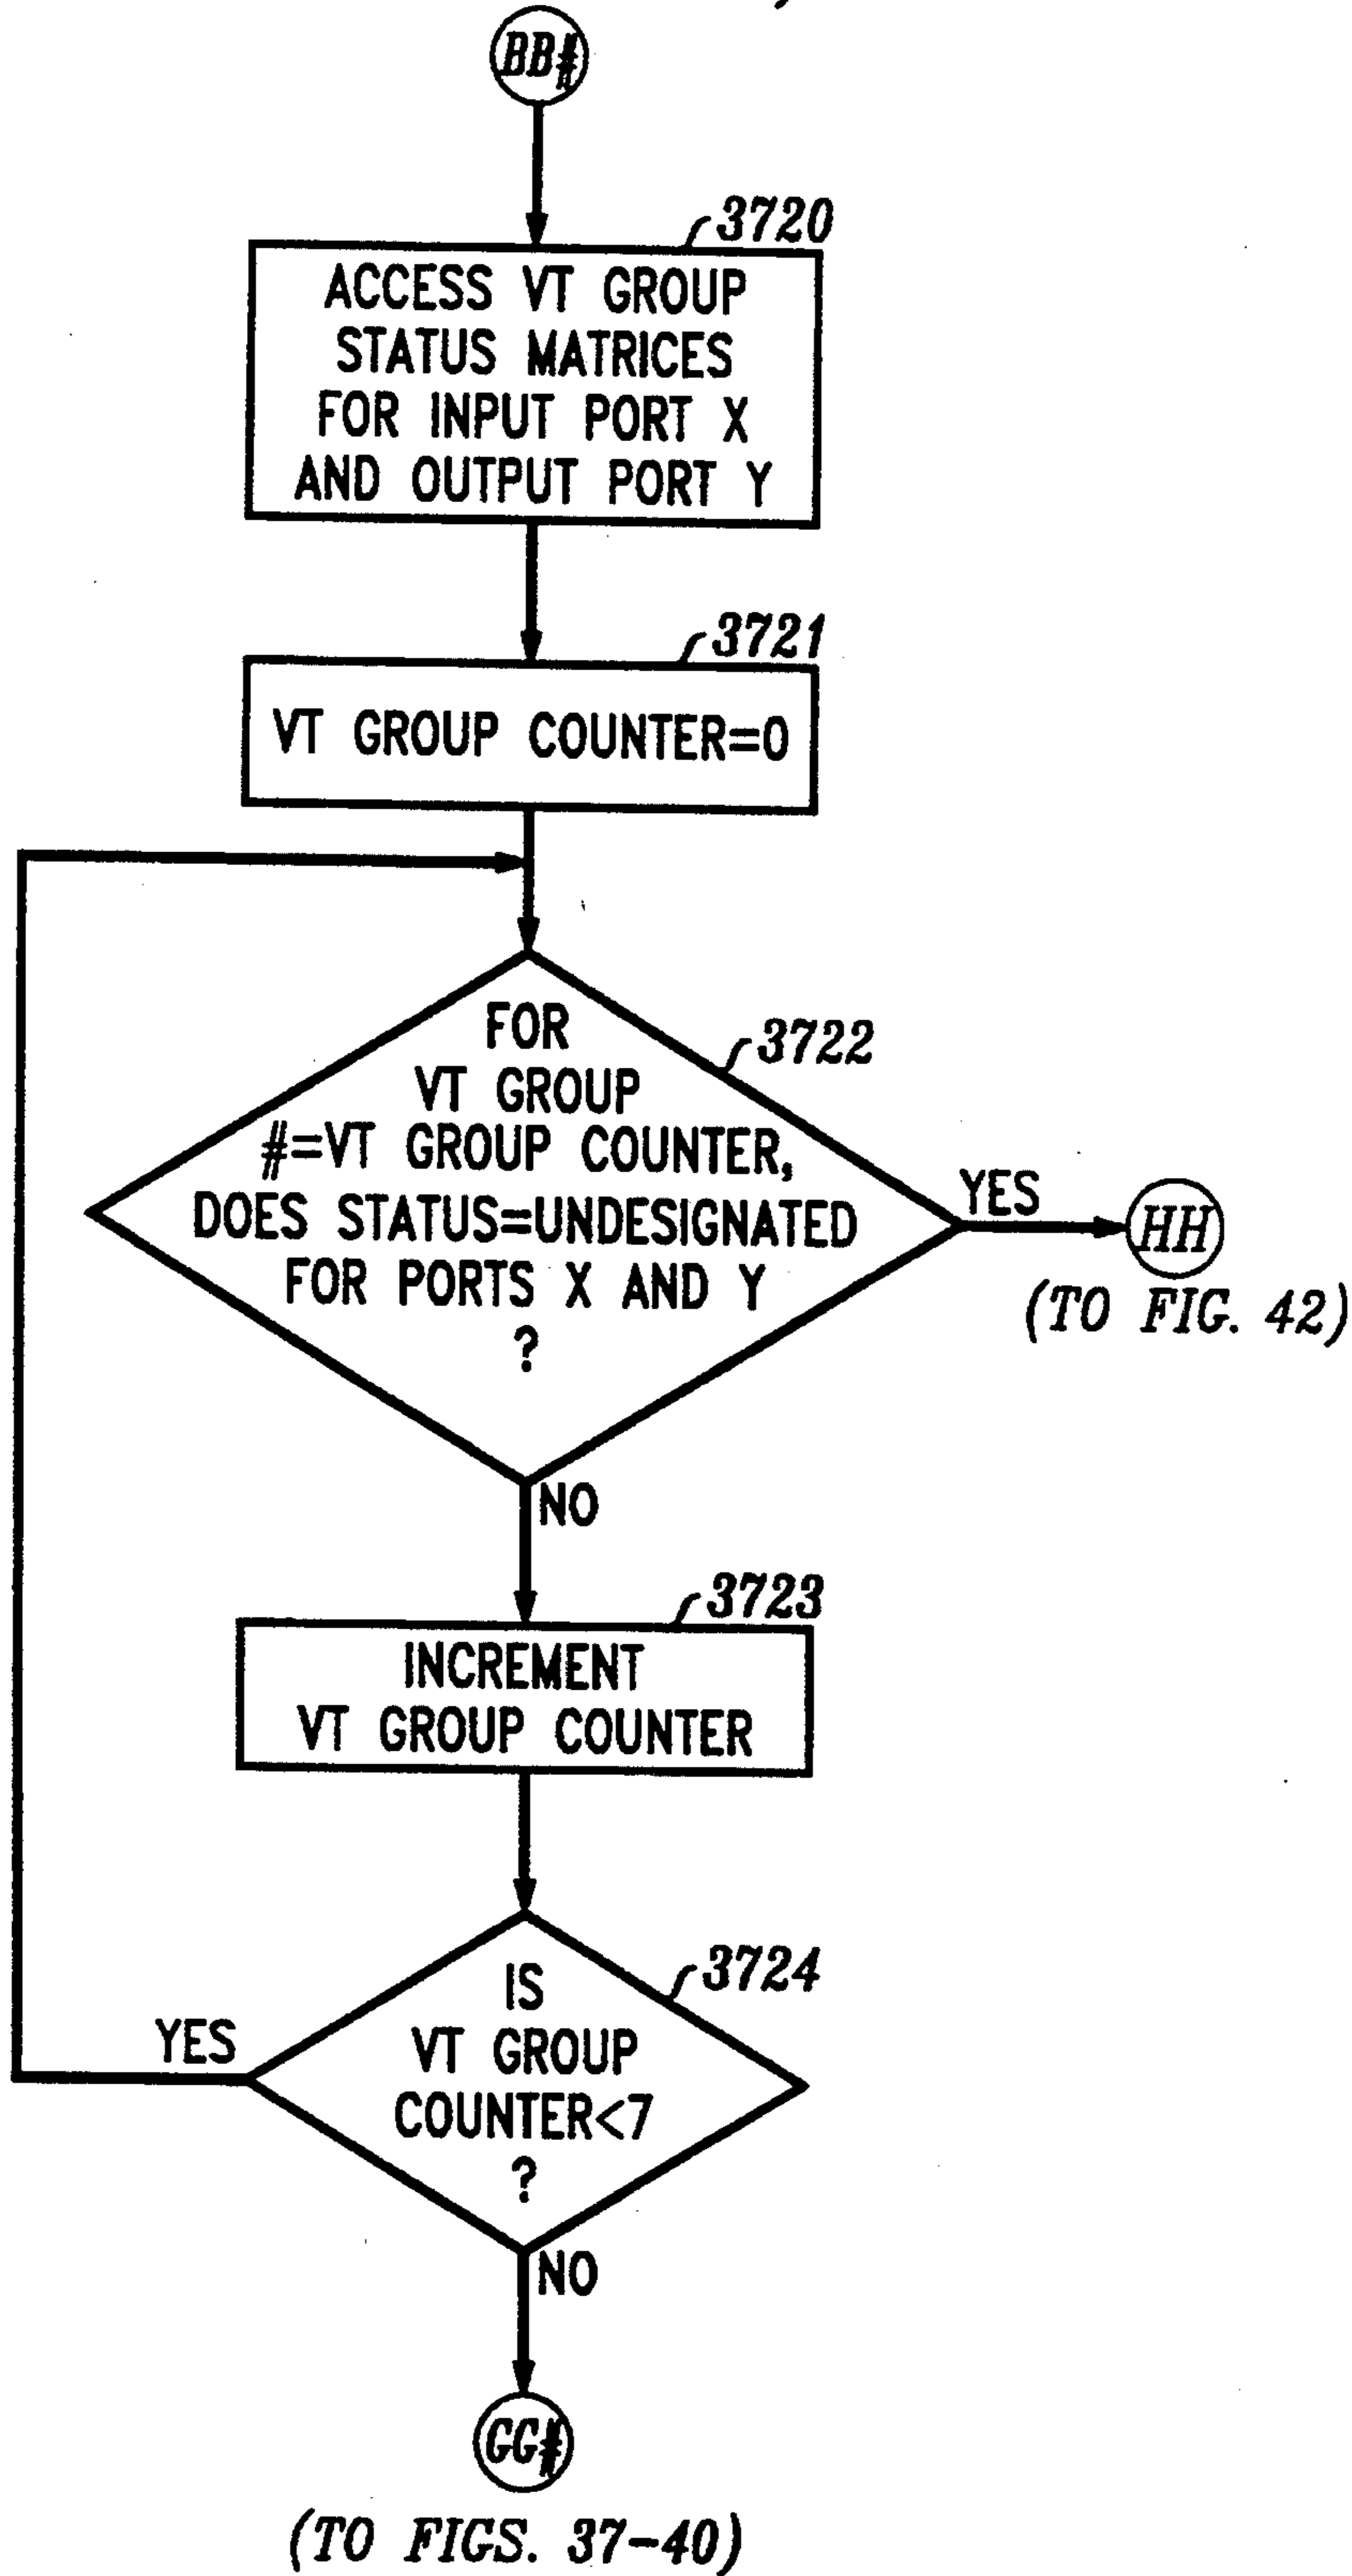 BB#
3720
ACCESS VT GROUP
STATUS MATRICES
FOR INPUT PORT X
AND OUTPUT PORT Y
3721
VT GROUP COUNTER=0
3722
FOR
VT GROUP
#=VT GROUP COUNTER,
DOES STATUS=UNDESIGNATED
FOR PORTS X AND Y
?
YES
HH
(TO FIG. 42)
NO
3723
INCREMENT
VT GROUP COUNTER
3724
IS
VT GROUP
COUNTER<7
?
YES
NO
GG#
(TO FIGS. 37-40)